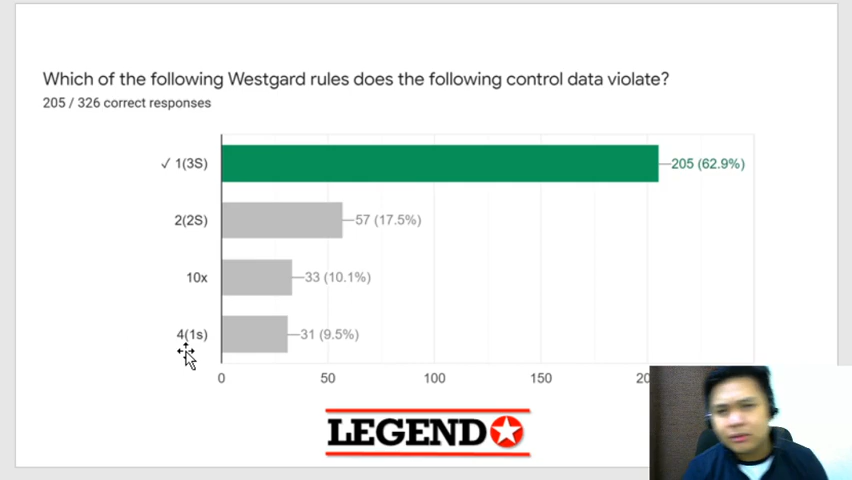 Which of the following Westgard rules does the following control data violate?
205 / 326 correct responses
✓ 1(3S)
205 (62.9%)
2(2S)
57 (17.5%)
10x
33 (10.1%)
4(1s)
31 (9.5%)
0 50 100 150
LEGEND